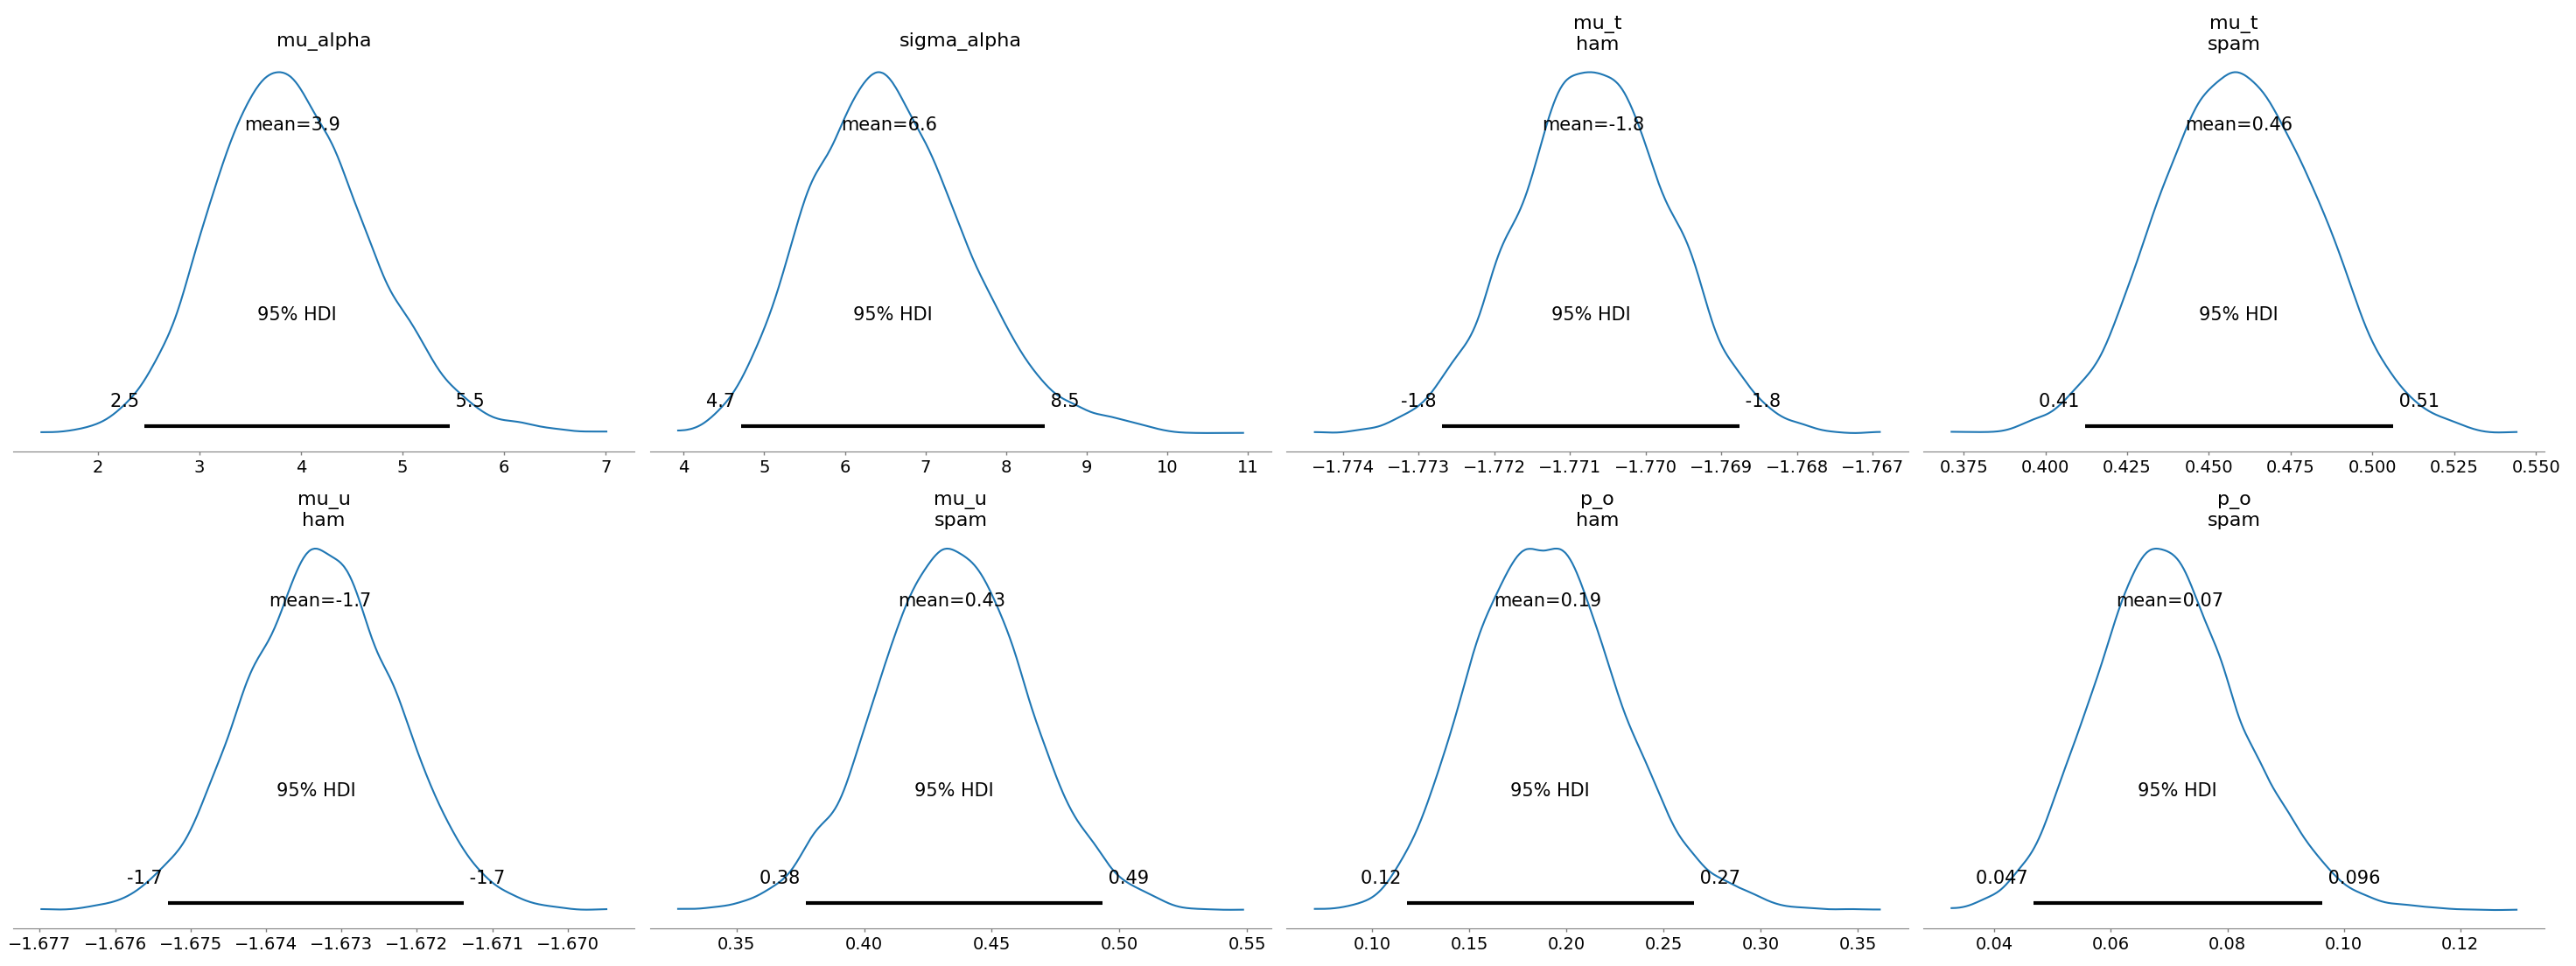 mu_alpha
mean=3.9
95% HDI
2.5 5.5
2 3 4 5 6 7
sigma_alpha
mean=6.6
95% HDI
4.7 8.5
4 5 6 7 8 9 10 11
mu_t
ham
mean=-1.8
95% HDI
-1.8 -1.8
−1.774 −1.773 −1.772 −1.771 −1.770 −1.769 −1.768 −1.767
mu_t
spam
mean=0.46
95% HDI
0.41 0.51
0.375 0.400 0.425 0.450 0.475 0.500 0.525 0.550
mu_u
ham
mean=-1.7
95% HDI
-1.7 -1.7
−1.677 −1.676 −1.675 −1.674 −1.673 −1.672 −1.671 −1.670
mu_u
spam
mean=0.43
95% HDI
0.38 0.49
0.35 0.40 0.45 0.50 0.55
p_o
ham
mean=0.19
95% HDI
0.12 0.27
0.10 0.15 0.20 0.25 0.30 0.35
p_o
spam
mean=0.07
95% HDI
0.047 0.096
0.04 0.06 0.08 0.10 0.12